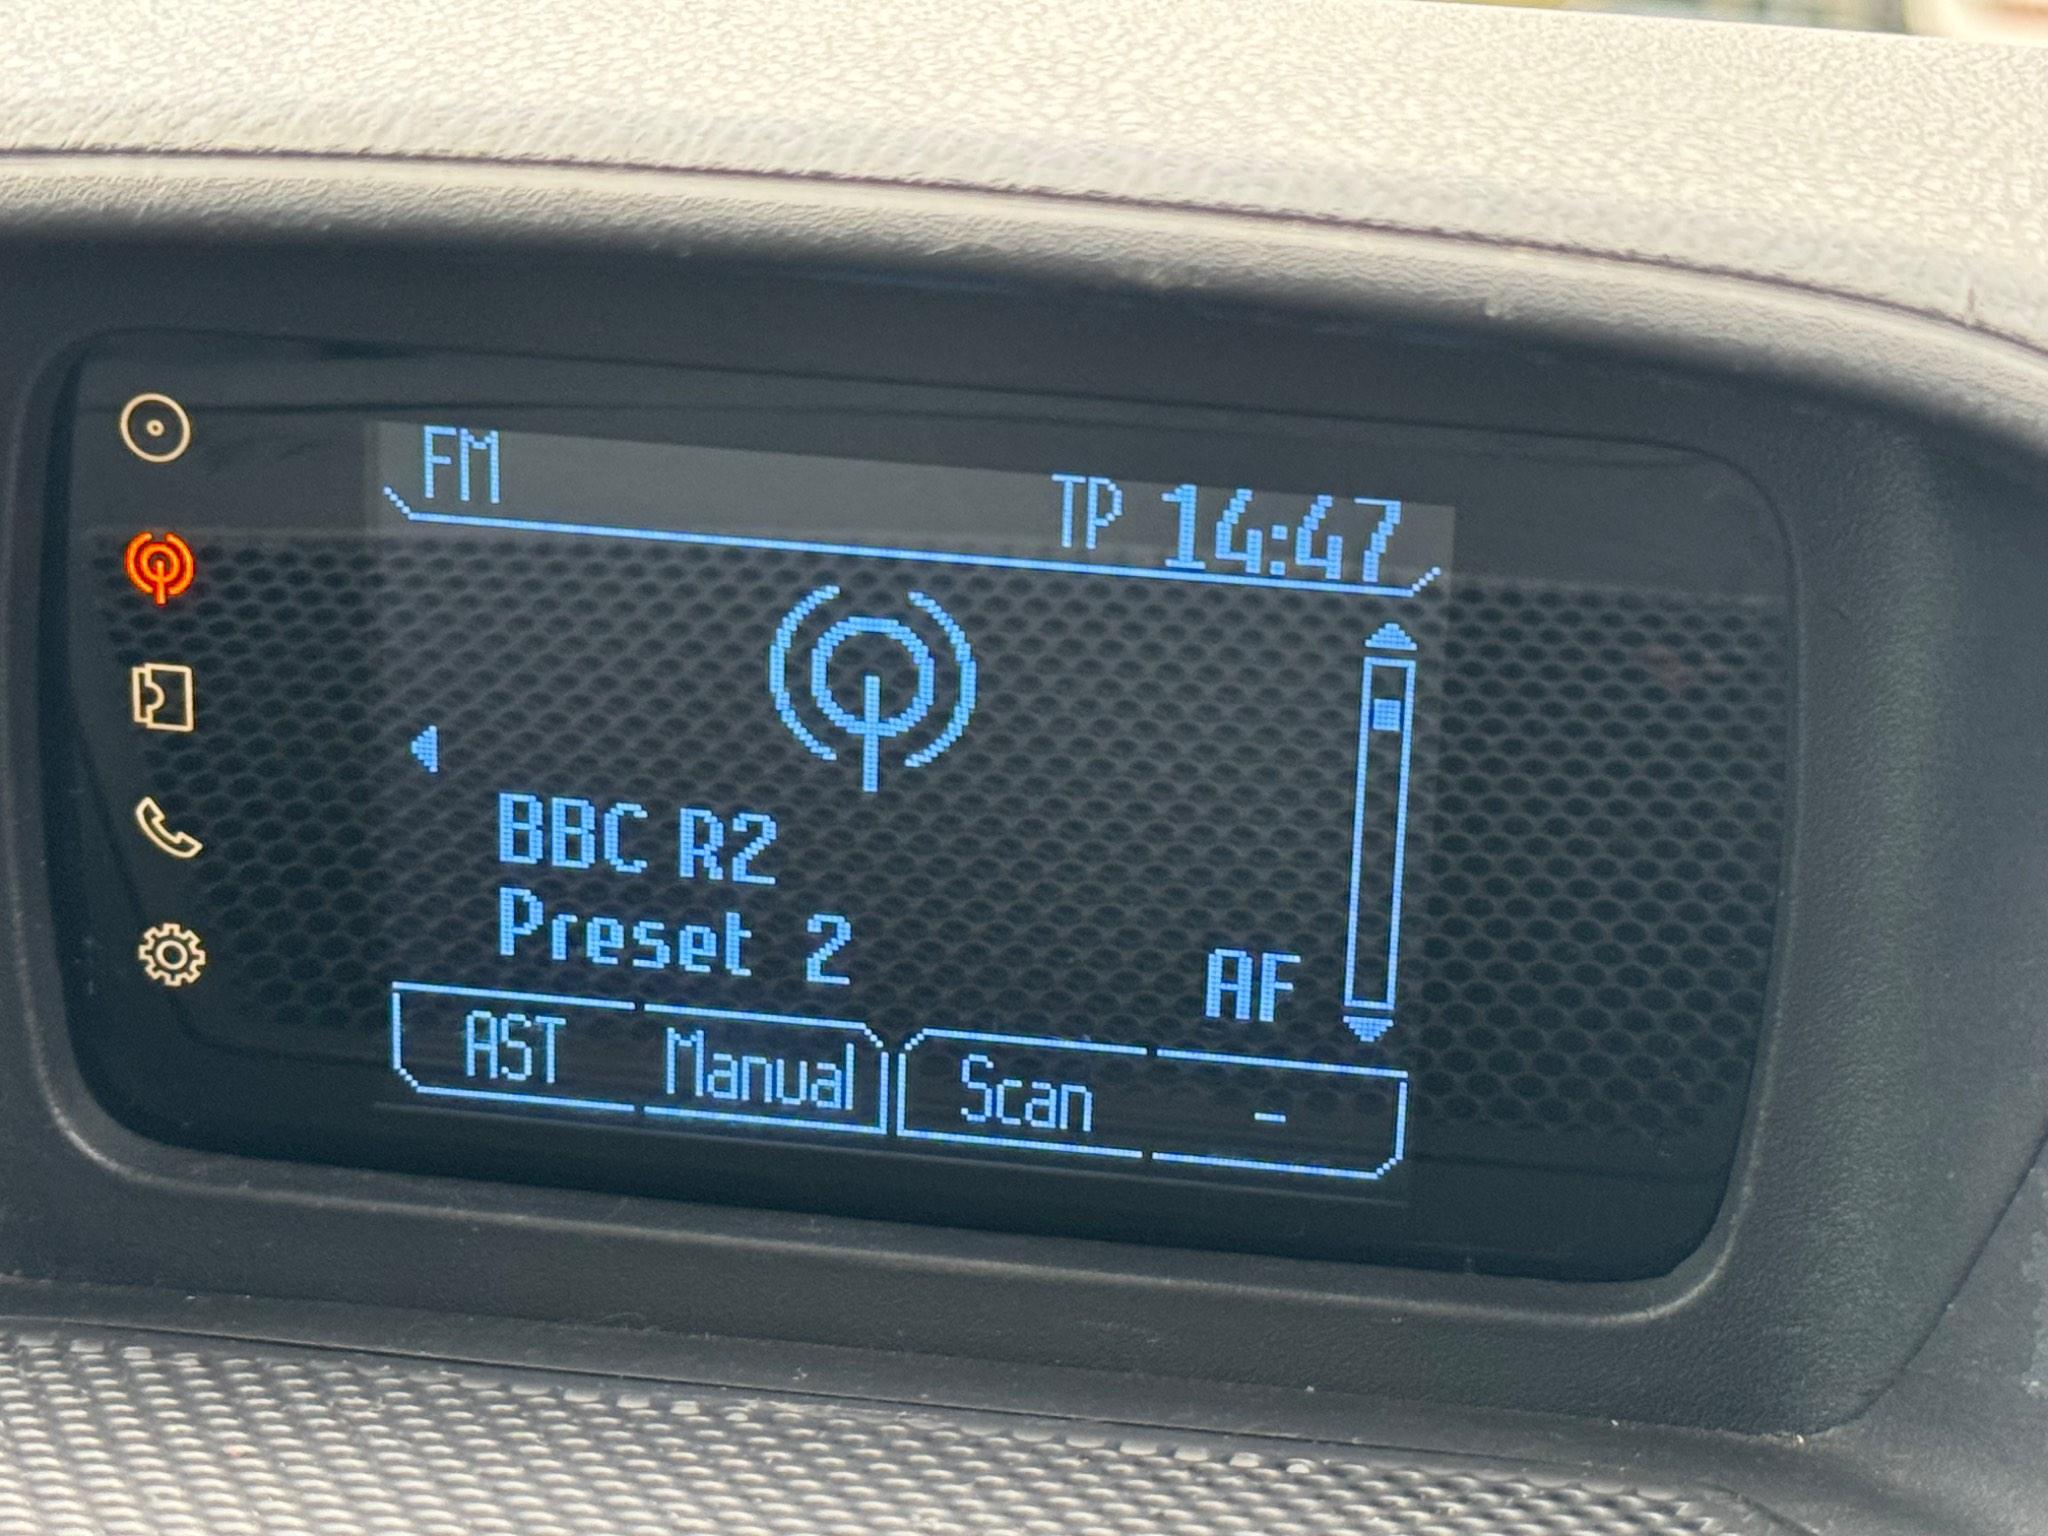 FM TP 14:47
BBC R2
Preset 2
AF
AST Manual Scan -